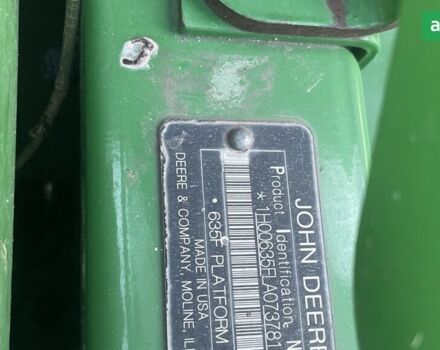 JOHN DEERE
Product Identification N
*1H00635FLA073781
635F PLATFORM
MADE IN USA
DEERE & COMPANY, MOLINE, IL
a